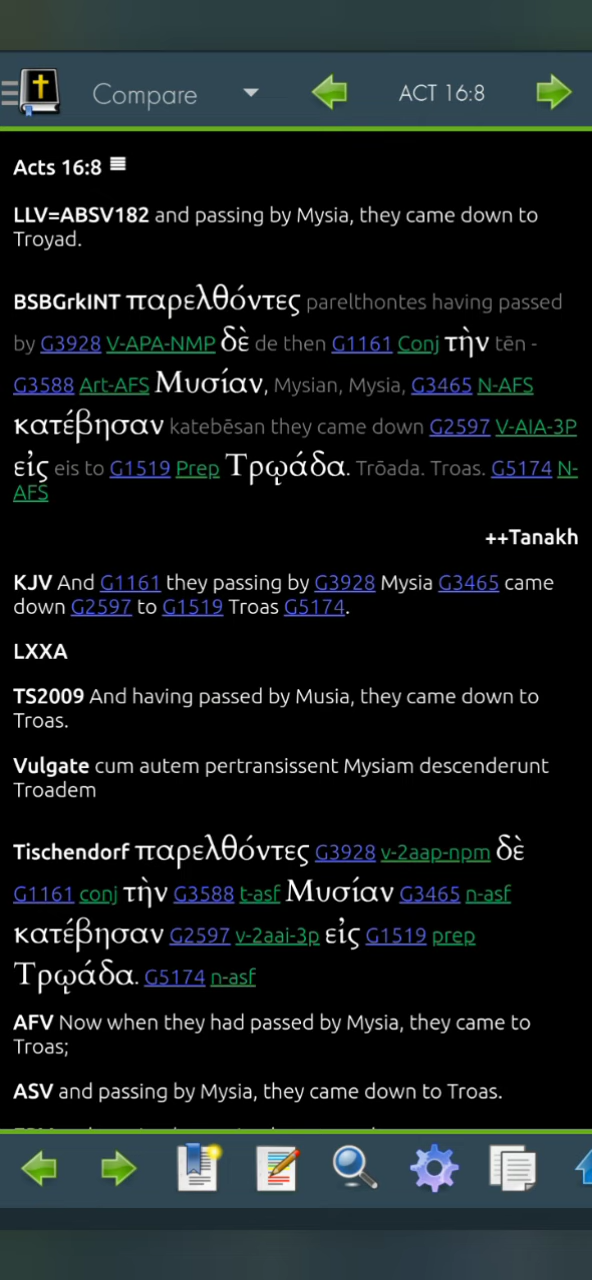 Compare
ACT 16:8
Acts 16:8
LLV=ABSV182 and passing by Mysia, they came down to
Troyad.
BSBGrkINT παρελθόντες parelthontes having passed
by G3928 V-APA-NMP δὲ de then G1161 Conj τὴν tēn -
G3588 Art-AFS Μυσίαν, Mysian, Mysia, G3465 N-AFS
κατέβησαν katebēsan they came down G2597 V-AIA-3P
εἰς eis to G1519 Prep Τρῳάδα. Trōada. Troas. G5174 N-
AFS
++Tanakh
KJV And G1161 they passing by G3928 Mysia G3465 came
down G2597 to G1519 Troas G5174.
LXXA
TS2009 And having passed by Musia, they came down to
Troas.
Vulgate cum autem pertransissent Mysiam descenderunt
Troadem
Tischendorf παρελθόντες G3928 v-2aap-npm δὲ
G1161 conj τὴν G3588 t-asf Μυσίαν G3465 n-asf
κατέβησαν G2597 v-2aai-3p εἰς G1519 prep
Τρῳάδα. G5174 n-asf
AFV Now when they had passed by Mysia, they came to
Troas;
ASV and passing by Mysia, they came down to Troas.